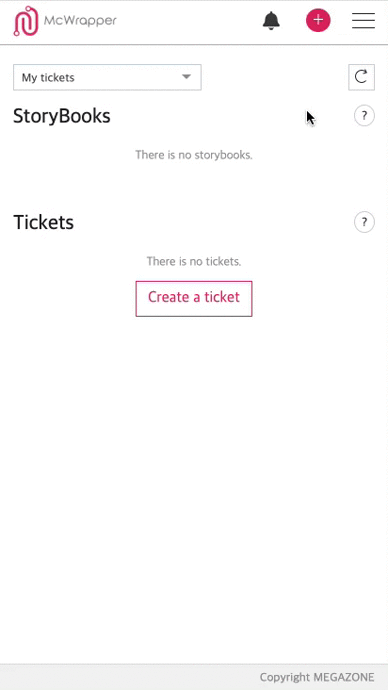 McWrapper
+
My tickets
StoryBooks
?
There is no storybooks.
Tickets
?
There is no tickets.
Create a ticket
Copyright MEGAZONE